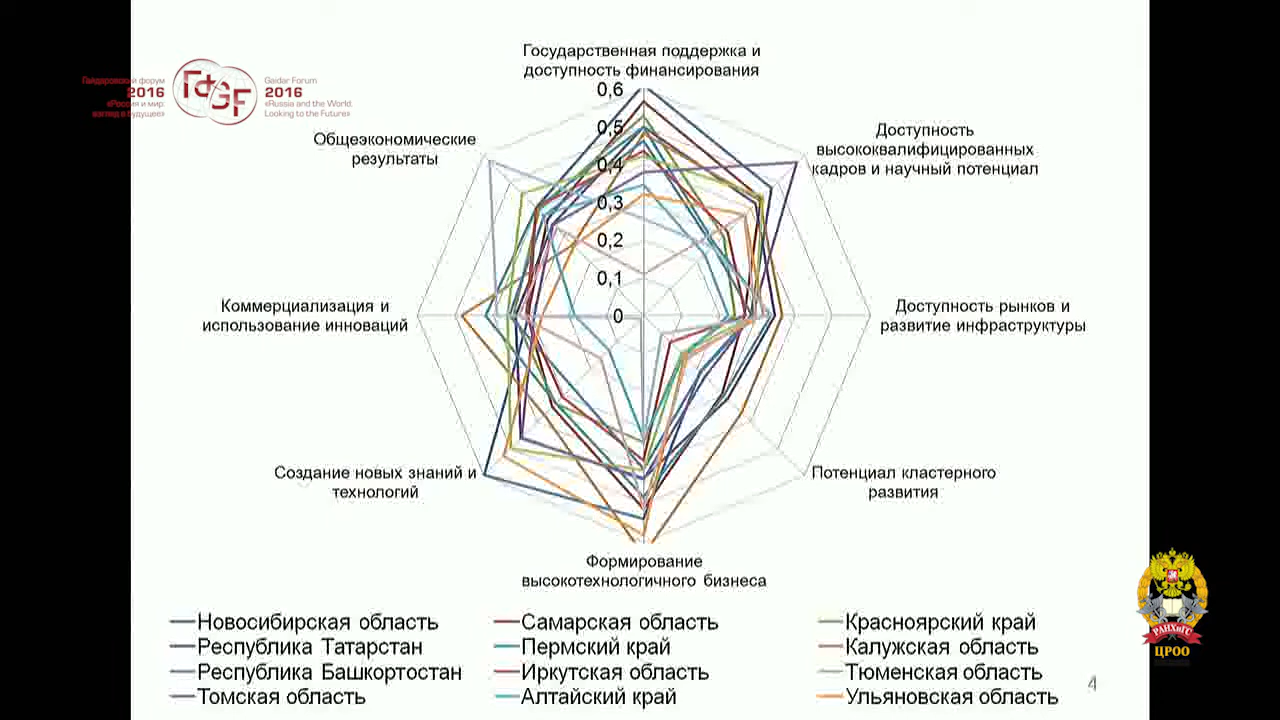 Государственная поддержка и
доступность финансирования
Гайдаровский форум
2016
«Россия и мир:
взгляд в будущее»
Gaidar Forum
2016
«Russia and the World:
Looking to the Future»
0,6
0,5
0,4
0,3
0,2
0,1
0
Общеэкономические
результаты
Доступность
высококвалифицированных
кадров и научный потенциал
Коммерциализация и
использование инноваций
Доступность рынков и
развитие инфраструктуры
Создание новых знаний и
технологий
Потенциал кластерного
развития
Формирование
высокотехнологичного бизнеса
Новосибирская область
Самарская область
Красноярский край
Республика Татарстан
Пермский край
Калужская область
Республика Башкортостан
Иркутская область
Тюменская область
Томская область
Алтайский край
Ульяновская область
4
РАНХиГС
ЦРОО